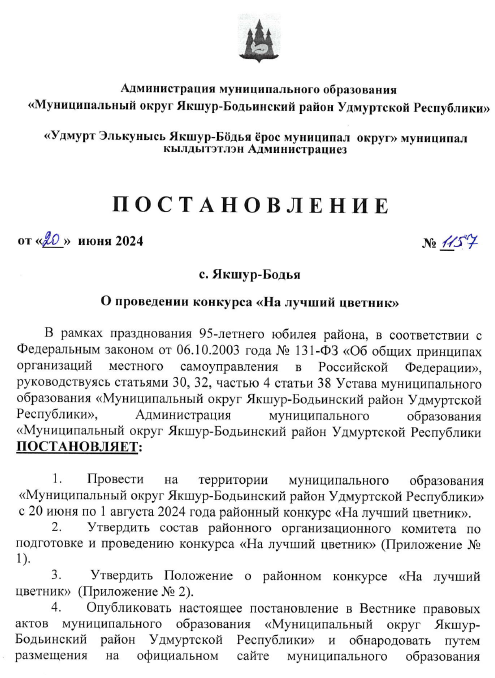 Администрация муниципального образования
«Муниципальный округ Якшур-Бодьинский район Удмуртской Республики»
«Удмурт Элькунысь Якшур-Бӧдья ёрос муниципал округ» муниципал
кылдытэтлэн Администрациез
ПОСТАНОВЛЕНИЕ
от «20» июня 2024 № 1157
с. Якшур-Бодья
О проведении конкурса «На лучший цветник»
В рамках празднования 95-летнего юбилея района, в соответствии с
Федеральным законом от 06.10.2003 года № 131-ФЗ «Об общих принципах
организаций местного самоуправления в Российской Федерации»,
руководствуясь статьями 30, 32, частью 4 статьи 38 Устава муниципального
образования «Муниципальный округ Якшур-Бодьинский район Удмуртской
Республики», Администрация муниципального образования
«Муниципальный округ Якшур-Бодьинский район Удмуртской Республики
ПОСТАНОВЛЯЕТ:
1. Провести на территории муниципального образования
«Муниципальный округ Якшур-Бодьинский район Удмуртской Республики»
с 20 июня по 1 августа 2024 года районный конкурс «На лучший цветник».
2. Утвердить состав районного организационного комитета по
подготовке и проведению конкурса «На лучший цветник» (Приложение №
1).
3. Утвердить Положение о районном конкурсе «На лучший
цветник» (Приложение № 2).
4. Опубликовать настоящее постановление в Вестнике правовых
актов муниципального образования «Муниципальный округ Якшур-
Бодьинский район Удмуртской Республики» и обнародовать путем
размещения на официальном сайте муниципального образования